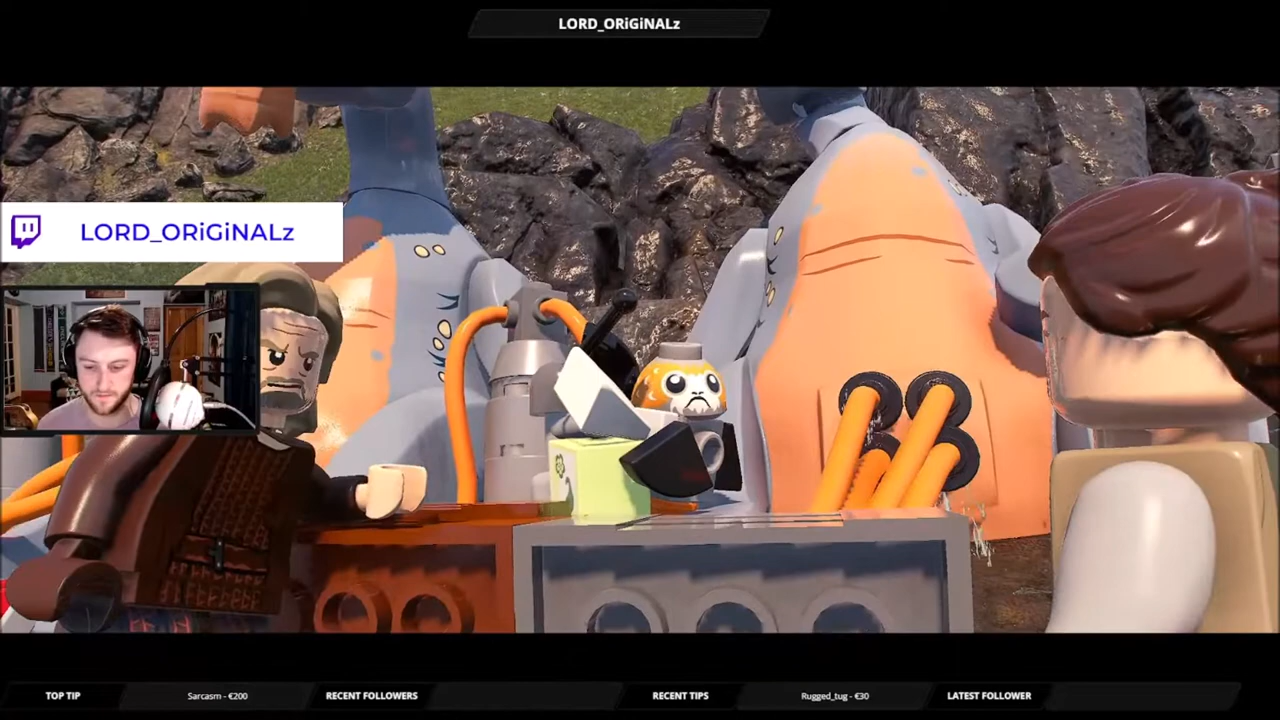 LORD_ORiGiNALz
LORD_ORiGiNALz
TOP TIP
Sarcasm - €200
RECENT FOLLOWERS
RECENT TIPS
Rugged_tug - €30
LATEST FOLLOWER